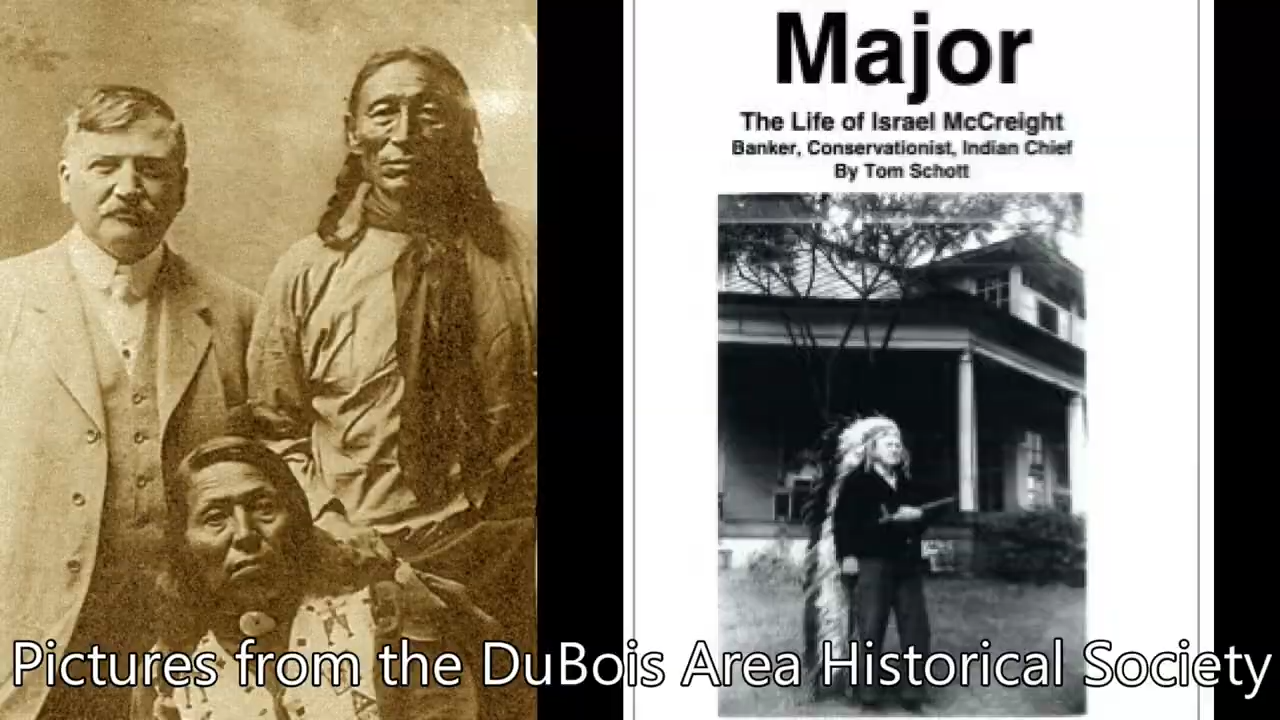 Major
The Life of Israel McCreight
Banker, Conservationist, Indian Chief
By Tom Schott
Pictures from the DuBois Area Historical Society